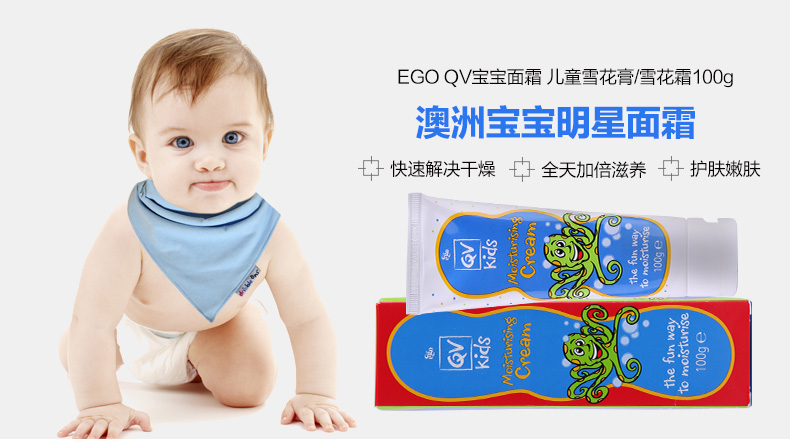 EGO QV宝宝面霜 儿童雪花膏/雪花霜100g
澳洲宝宝明星面霜
快速解决干燥 全天加倍滋养 护肤嫩肤
Ego
QV
kids
Moisturising
Cream
the fun way
to moisturise
100g e
Ego
QV
kids
Moisturising
Cream
the fun way
to moisturise
100g e